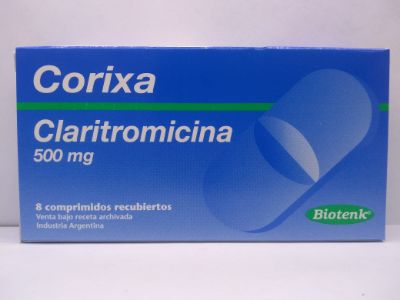 Corixa
Claritromicina
500 mg
8 comprimidos recubiertos
Venta bajo receta archivada
Industria Argentina
Biotenk®